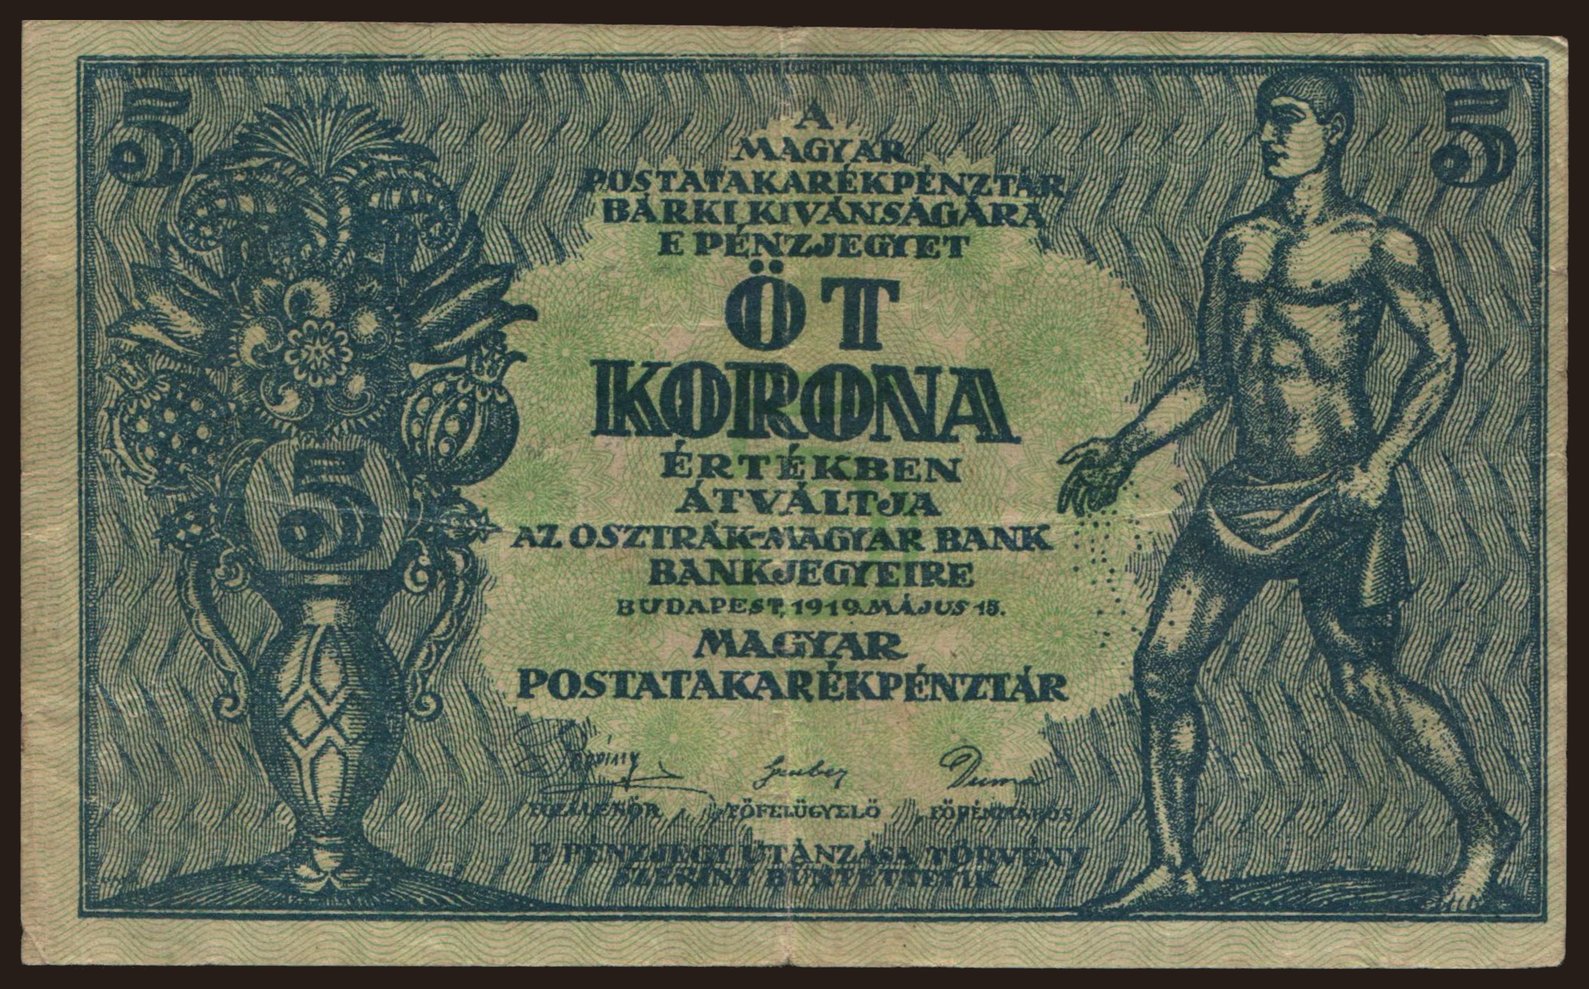 5
5
A
MAGYAR
POSTATAKARÉKPÉNZTÁR
BÁRKI KIVÁNSÁGÁRA
E PÉNZJEGYET
ÖT
KORONA
ÉRTÉKBEN
ÁTVÁLTJA
AZ OSZTRÁK-MAGYAR BANK
BANKJEGYEIRE
BUDAPEST, 1919. MÁJUS 15.
MAGYAR
POSTATAKARÉKPÉNZTÁR
FŐELLENŐR FŐFELÜGYELŐ FŐPÉNZTÁROS
E PÉNZJEGY UTÁNZÁSA TÖRVÉNY
SZERINT BÜNTETTETIK
5